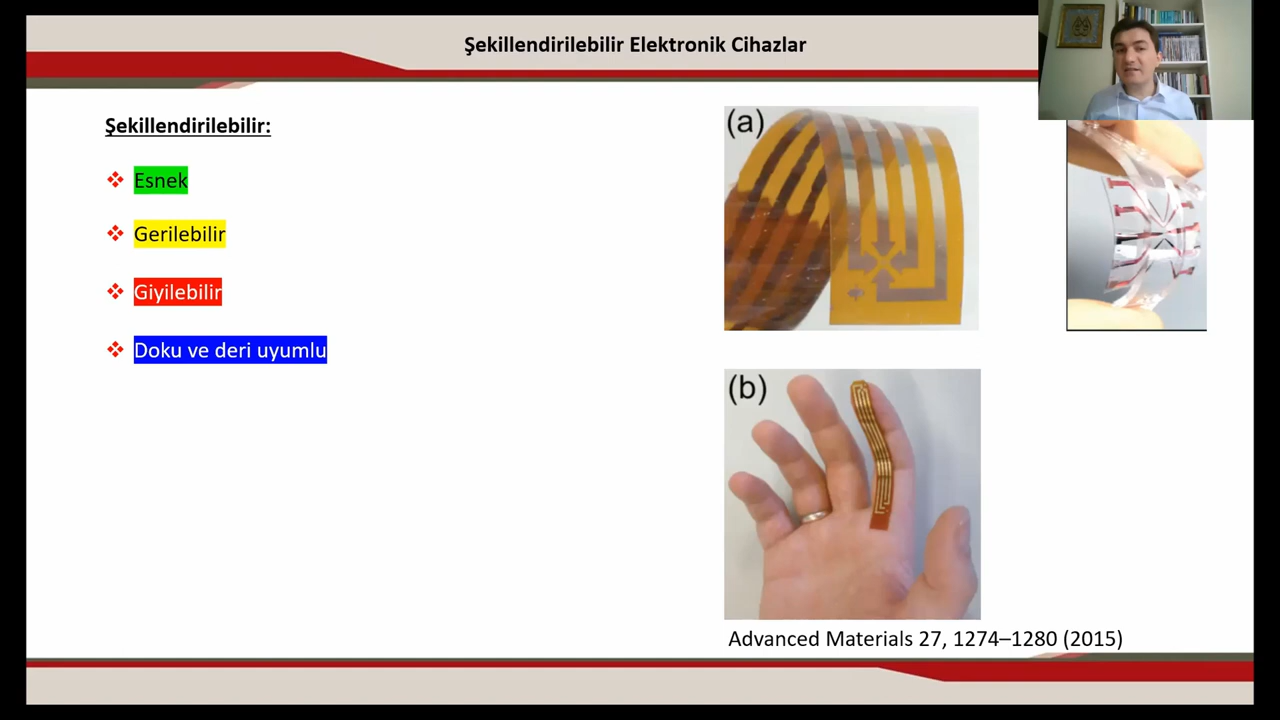 Şekillendirilebilir Elektronik Cihazlar
Şekillendirilebilir:
Esnek
Gerilebilir
Giyilebilir
Doku ve deri uyumlu
(a)
(b)
Advanced Materials 27, 1274–1280 (2015)